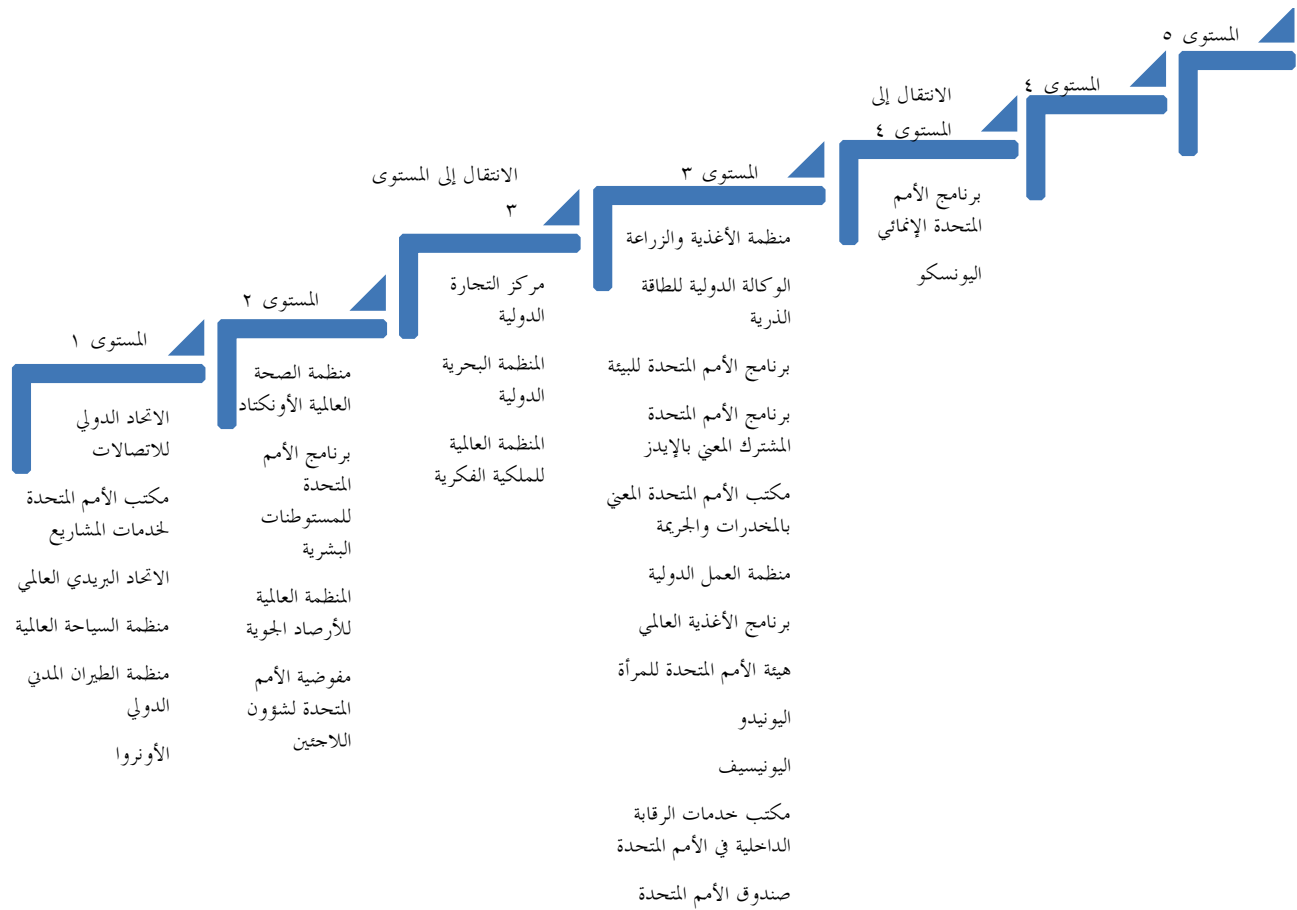 المستوى ١
الاتحاد الدولي
للاتصالات
مكتب الأمم المتحدة
لخدمات المشاريع
الاتحاد البريدي العالمي
منظمة السياحة العالمية
منظمة الطيران المدني
الدولي
الأونروا
المستوى ٢
منظمة الصحة
العالمية الأونكتاد
برنامج الأمم
المتحدة
للمستوطنات
البشرية
المنظمة العالمية
للأرصاد الجوية
مفوضية الأمم
المتحدة لشؤون
اللاجئين
الانتقال إلى المستوى
٣
مركز التجارة
الدولية
المنظمة البحرية
الدولية
المنظمة العالمية
للملكية الفكرية
المستوى ٣
منظمة الأغذية والزراعة
الوكالة الدولية للطاقة
الذرية
برنامج الأمم المتحدة للبيئة
برنامج الأمم المتحدة
المشترك المعني بالإيدز
مكتب الأمم المتحدة المعني
بالمخدرات والجريمة
منظمة العمل الدولية
برنامج الأغذية العالمي
هيئة الأمم المتحدة للمرأة
اليونيدو
اليونيسيف
مكتب خدمات الرقابة
الداخلية في الأمم المتحدة
صندوق الأمم المتحدة
الانتقال إلى
المستوى ٤
برنامج الأمم
المتحدة الإنمائي
اليونسكو
المستوى ٤
المستوى ٥